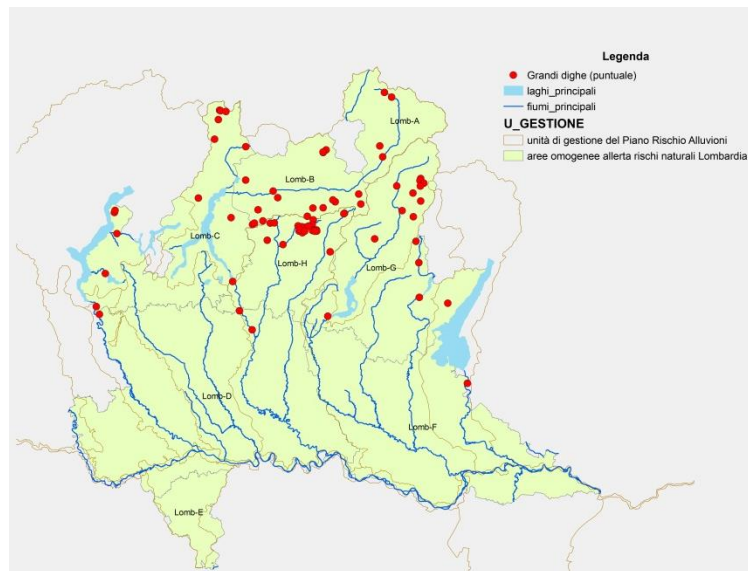 Legenda
Grandi dighe (puntuale)
laghi_principali
fiumi_principali
U_GESTIONE
unità di gestione del Piano Rischio Alluvioni
aree omogenee allerta rischi naturali Lombardia
Lomb-A
Lomb-B
Lomb-C
Lomb-H
Lomb-G
Lomb-D
Lomb-F
Lomb-E